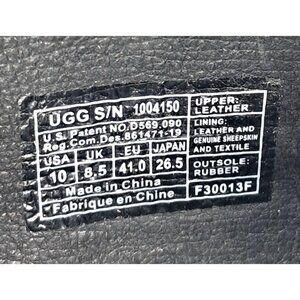 UGG S/N 1004150
U.S. Patent NO.D569.090
Reg.Com.Des.861471-19
USA UK EU JAPAN
10 8,5 41.0 26.5
Made in China
Fabrique en Chine
UPPER:
LEATHER
LINING:
LEATHER AND
GENUINE SHEEPSKIN
AND TEXTILE
OUTSOLE:
RUBBER
F30013F